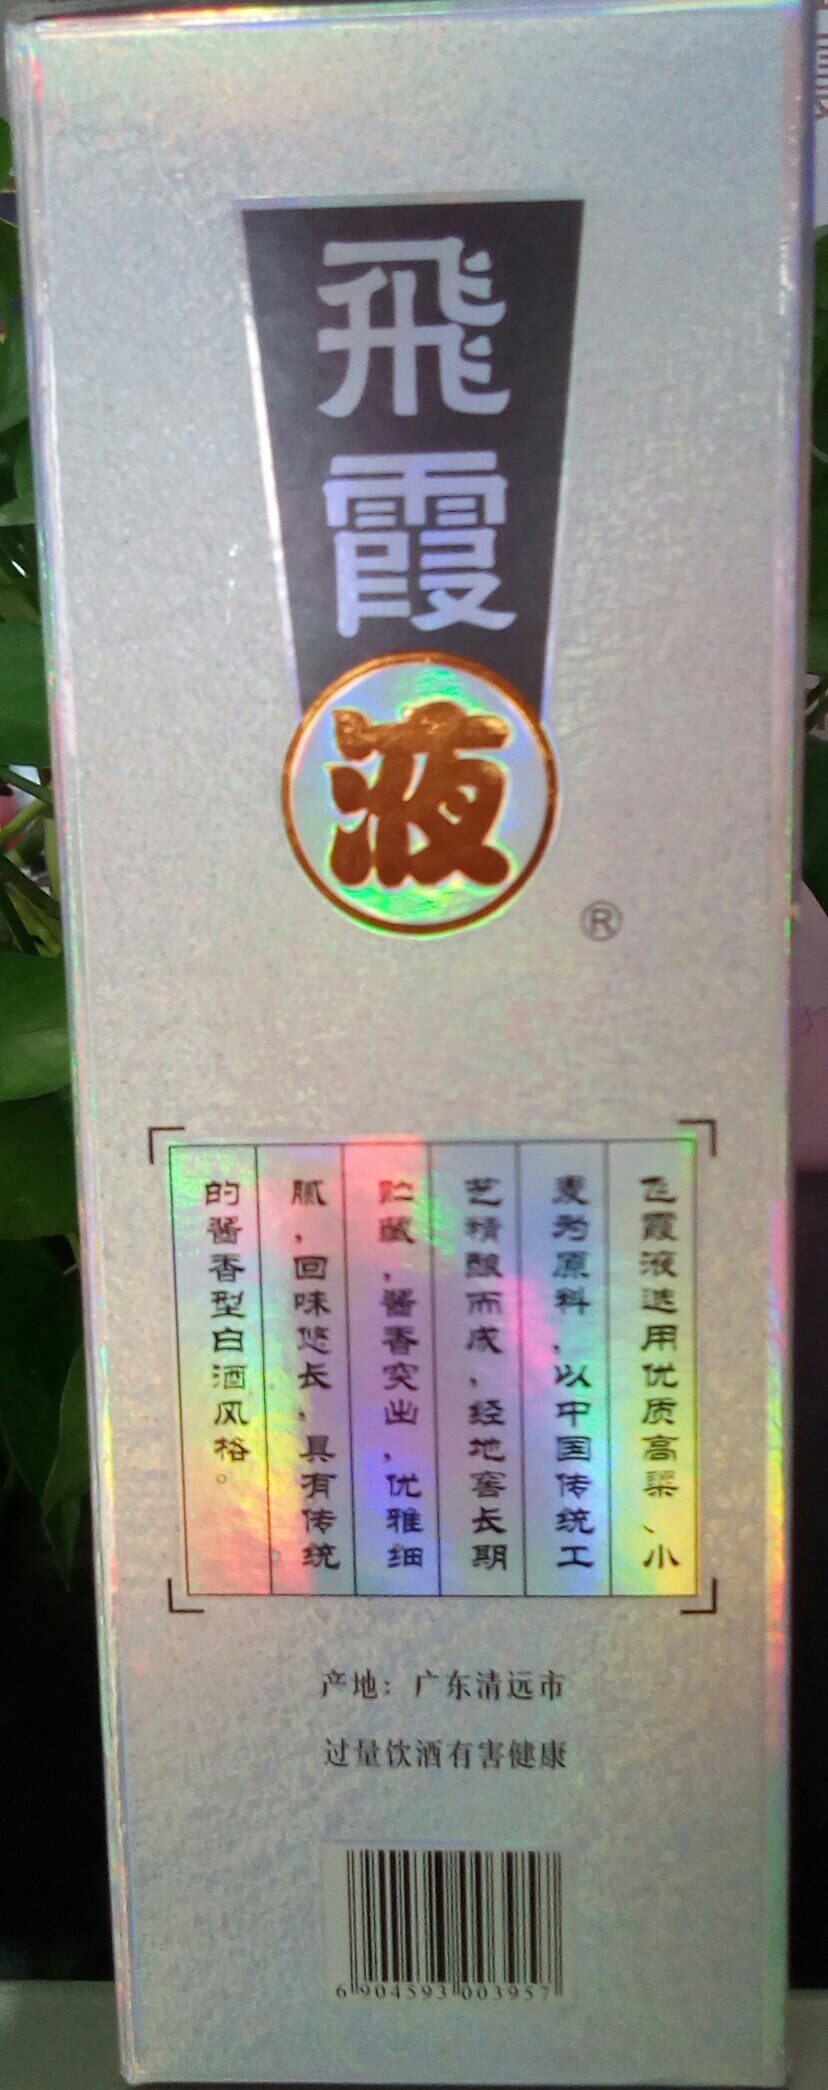 飛霞液
®
飞霞液选用优质高粱、小
麦为原料，以中国传统工
艺精酿而成，经地窖长期
贮藏，酱香突出，优雅细
腻，回味悠长，具有传统
的酱香型白酒风格。
产地：广东清远市
过量饮酒有害健康
6 904593 003957